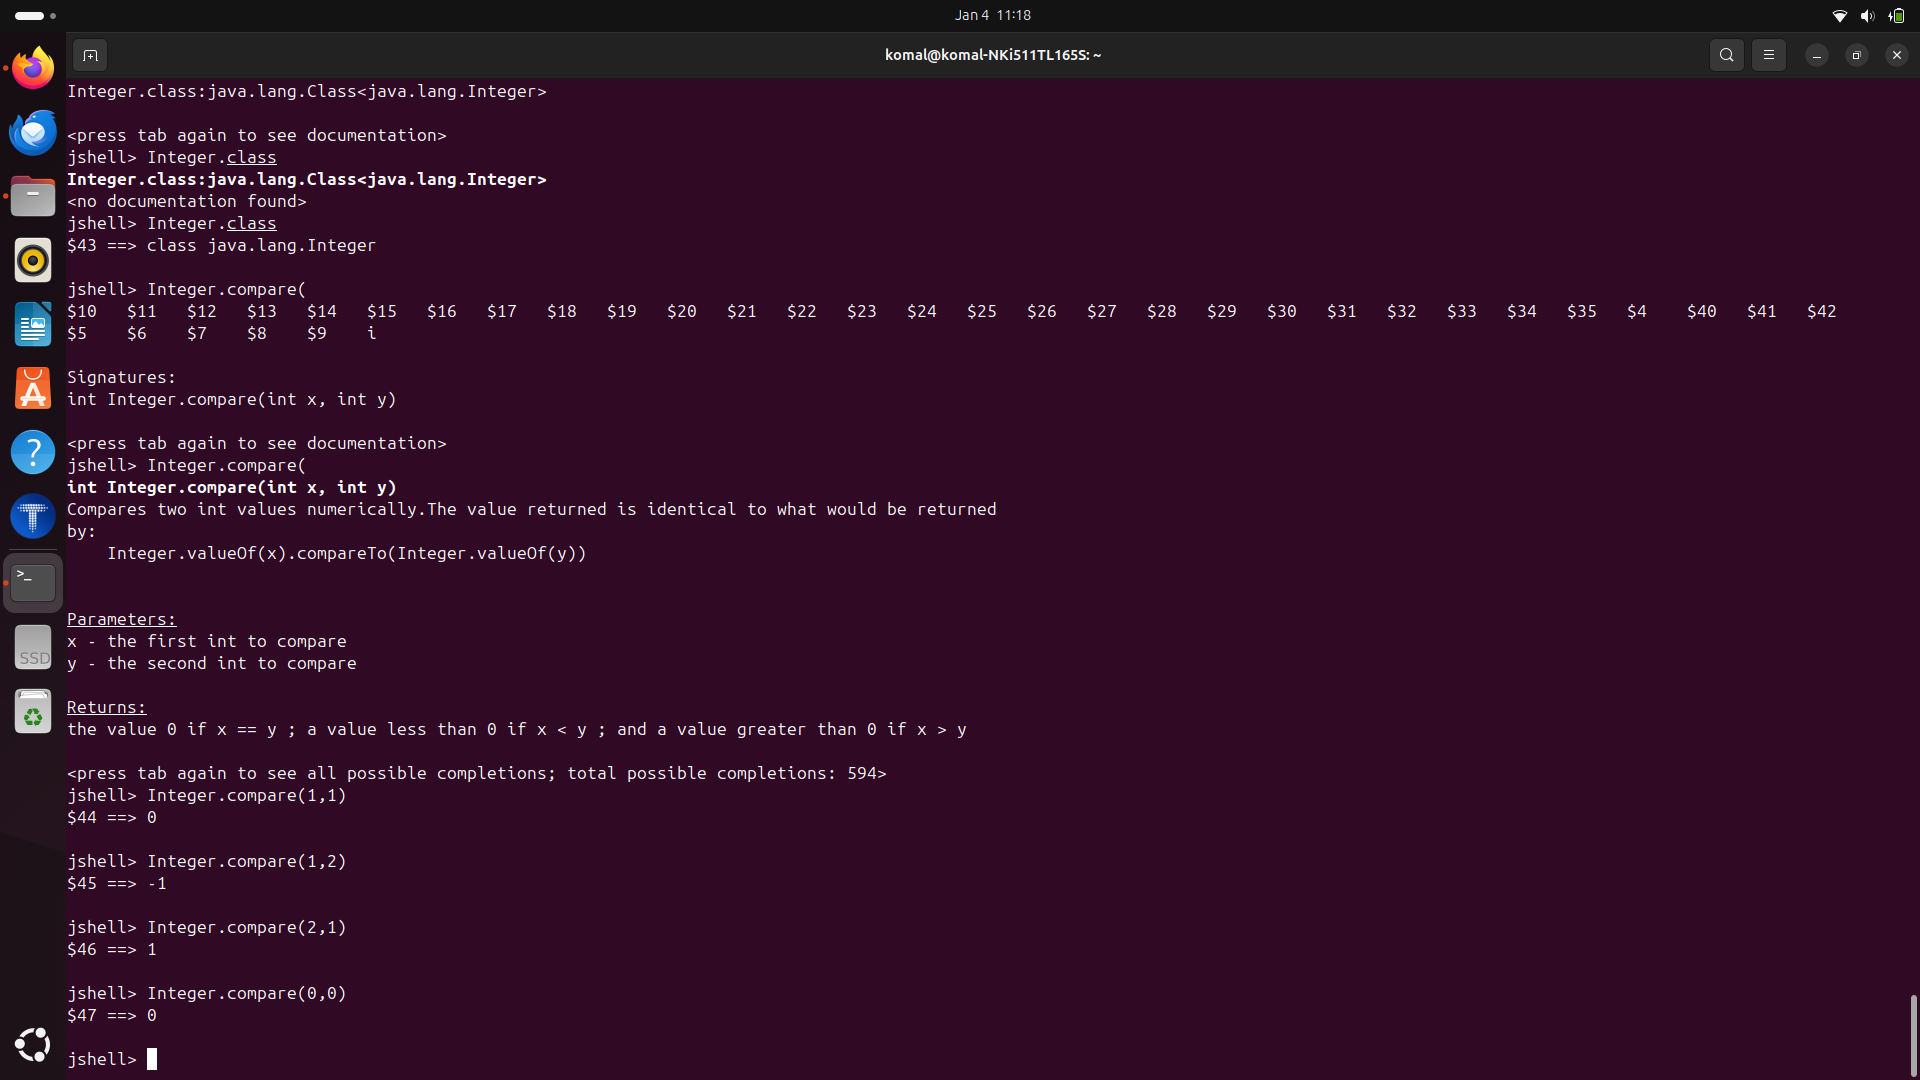 Jan 4 11:18
komal@komal-NKi511TL165S: ~
Integer.class:java.lang.Class<java.lang.Integer>
<press tab again to see documentation>
jshell> Integer.class
Integer.class:java.lang.Class<java.lang.Integer>
<no documentation found>
jshell> Integer.class
$43 ==> class java.lang.Integer
jshell> Integer.compare(
$10 $11 $12 $13 $14 $15 $16 $17 $18 $19 $20 $21 $22 $23 $24 $25 $26 $27 $28 $29 $30 $31 $32 $33 $34 $35 $4 $40 $41 $42
$5 $6 $7 $8 $9 i
Signatures:
int Integer.compare(int x, int y)
<press tab again to see documentation>
jshell> Integer.compare(
int Integer.compare(int x, int y)
Compares two int values numerically.The value returned is identical to what would be returned
by:
Integer.valueOf(x).compareTo(Integer.valueOf(y))
Parameters:
x - the first int to compare
y - the second int to compare
Returns:
the value 0 if x == y ; a value less than 0 if x < y ; and a value greater than 0 if x > y
<press tab again to see all possible completions; total possible completions: 594>
jshell> Integer.compare(1,1)
$44 ==> 0
jshell> Integer.compare(1,2)
$45 ==> -1
jshell> Integer.compare(2,1)
$46 ==> 1
jshell> Integer.compare(0,0)
$47 ==> 0
jshell>
?
T
>_
SSD